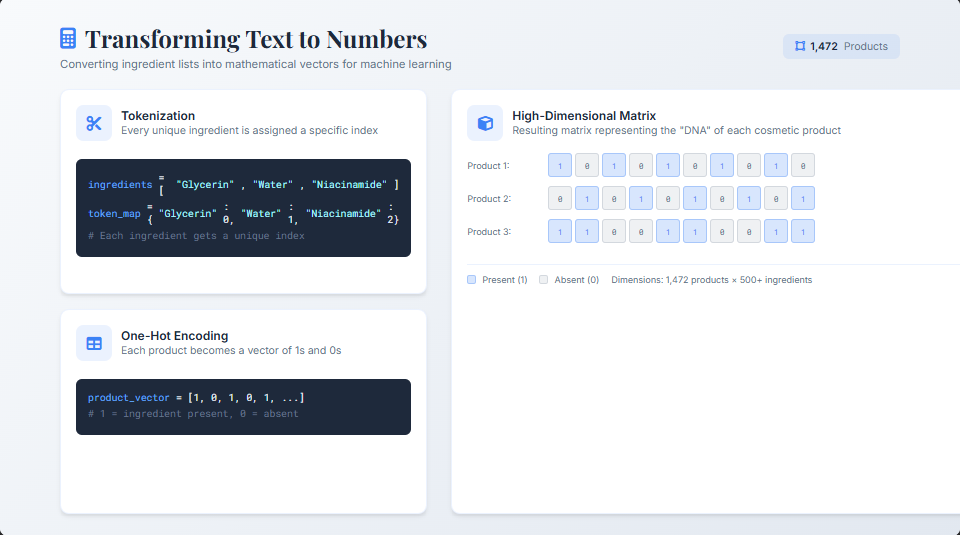 Transforming Text to Numbers
Converting ingredient lists into mathematical vectors for machine learning
1,472 Products
Tokenization
Every unique ingredient is assigned a specific index
ingredients = [ "Glycerin" , "Water" , "Niacinamide" ]
token_map = { "Glycerin" : 0, "Water" : 1, "Niacinamide" : 2}
# Each ingredient gets a unique index
One-Hot Encoding
Each product becomes a vector of 1s and 0s
product_vector = [1, 0, 1, 0, 1, ...]
# 1 = ingredient present, 0 = absent
High-Dimensional Matrix
Resulting matrix representing the "DNA" of each cosmetic product
Product 1: 1 0 1 0 1 0 1 0 1 0
Product 2: 0 1 0 1 0 1 0 1 0 1
Product 3: 1 1 0 0 1 1 0 0 1 1
Present (1) Absent (0) Dimensions: 1,472 products × 500+ ingredients